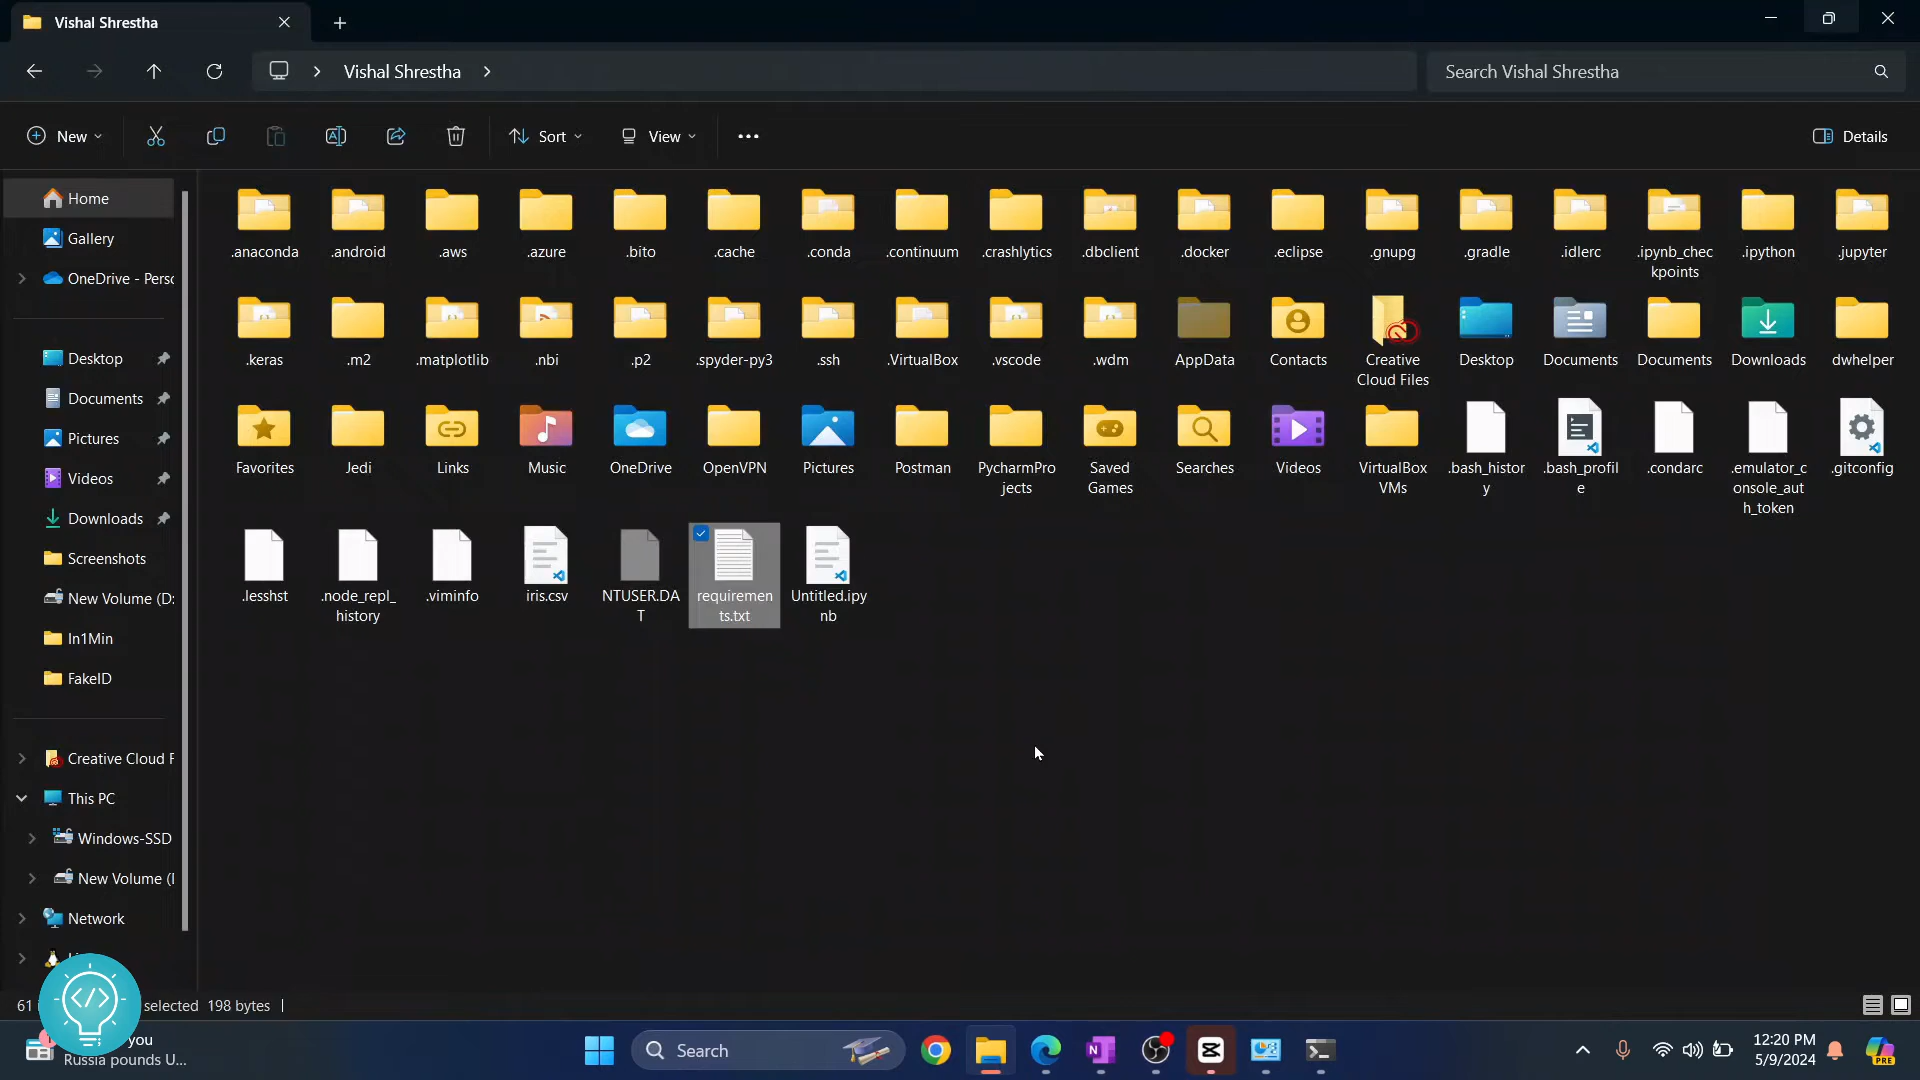 Vishal Shrestha
Vishal Shrestha
Search Vishal Shrestha
New
Sort
View
Details
Home
Gallery
OneDrive - Perso
Desktop
Documents
Pictures
Videos
Downloads
Screenshots
New Volume (D:
In1Min
FakeID
Creative Cloud F
This PC
Windows-SSD
New Volume (I
Network
.anaconda
.android
.aws
.azure
.bito
.cache
.conda
.continuum
.crashlytics
.dbclient
.docker
.eclipse
.gnupg
.gradle
.idlerc
.ipynb_chec
kpoints
.ipython
.jupyter
.keras
.m2
.matplotlib
.nbi
.p2
.spyder-py3
.ssh
.VirtualBox
.vscode
.wdm
AppData
Contacts
Creative
Cloud Files
Desktop
Documents
Documents
Downloads
dwhelper
Favorites
Jedi
Links
Music
OneDrive
OpenVPN
Pictures
Postman
PycharmPro
jects
Saved
Games
Searches
Videos
VirtualBox
VMs
.bash_histor
y
.bash_profil
e
.condarc
.emulator_c
onsole_aut
h_token
.gitconfig
.lesshst
.node_repl_
history
.viminfo
iris.csv
NTUSER.DA
T
requiremen
ts.txt
Untitled.ipy
nb
61
selected 198 bytes
you
Russia pounds U...
Search
12:20 PM
5/9/2024
PRE